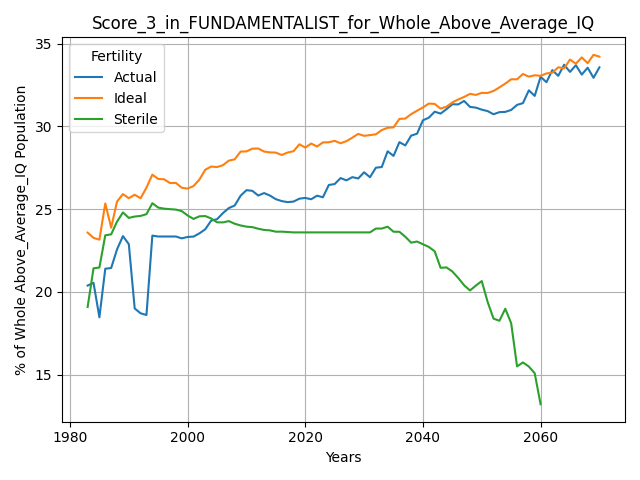 Score_3_in_FUNDAMENTALIST_for_Whole_Above_Average_IQ
% of Whole Above_Average_IQ Population
35
30
25
20
15
Fertility
Actual
Ideal
Sterile
1980
2000
2020
2040
2060
Years